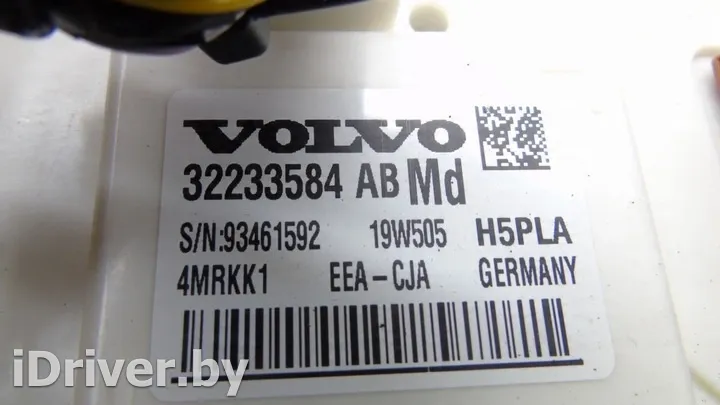 VOLVO
32233584 AB Md
S/N:93461592 19W505 H5PLA
4MRKK1 EEA-CJA GERMANY
iDriver.by